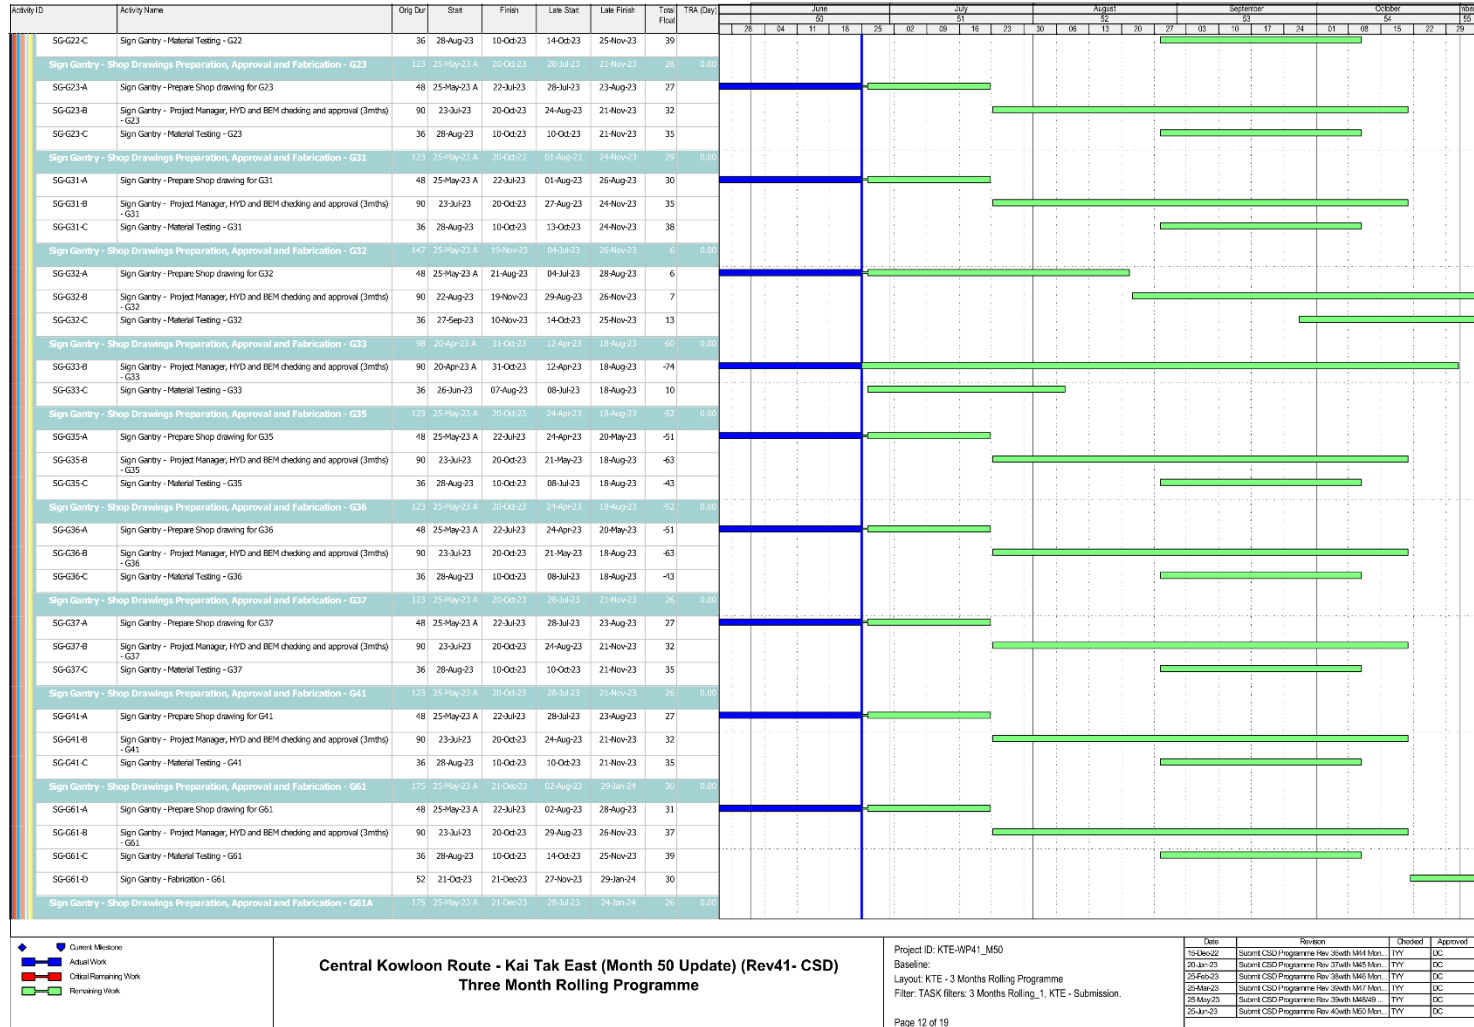 Activity ID Activity Name Orig Dur Start Finish Late Start Late Finish Total Float TRA (Day) June July August September October
50 51 52 53 54 55
28 04 11 18 25 02 09 16 23 30 06 13 20 27 03 10 17 24 01 08 15 22 29
SG-G22-C Sign Gantry - Material Testing - G22 36 28-Aug-23 10-Oct-23 14-Oct-23 25-Nov-23 39
Sign Gantry - Shop Drawings Preparation, Approval and Fabrication - G23 123 25-May-23 A 20-Oct-23 28-Jul-23 21-Nov-23 26 0.00
SG-G23-A Sign Gantry - Prepare Shop drawing for G23 48 25-May-23 A 22-Jul-23 28-Jul-23 23-Aug-23 27
SG-G23-B Sign Gantry - Project Manager, HYD and BEM checking and approval (3mths) 90 23-Jul-23 20-Oct-23 24-Aug-23 21-Nov-23 32
- G23
SG-G23-C Sign Gantry - Material Testing - G23 36 28-Aug-23 10-Oct-23 10-Oct-23 21-Nov-23 35
Sign Gantry - Shop Drawings Preparation, Approval and Fabrication - G31 123 25-May-23 A 20-Oct-23 01-Aug-23 24-Nov-23 29 0.00
SG-G31-A Sign Gantry - Prepare Shop drawing for G31 48 25-May-23 A 22-Jul-23 01-Aug-23 26-Aug-23 30
SG-G31-B Sign Gantry - Project Manager, HYD and BEM checking and approval (3mths) 90 23-Jul-23 20-Oct-23 27-Aug-23 24-Nov-23 35
- G31
SG-G31-C Sign Gantry - Material Testing - G31 36 28-Aug-23 10-Oct-23 13-Oct-23 24-Nov-23 38
Sign Gantry - Shop Drawings Preparation, Approval and Fabrication - G32 147 25-May-23 A 19-Nov-23 04-Jul-23 26-Nov-23 6 0.00
SG-G32-A Sign Gantry - Prepare Shop drawing for G32 48 25-May-23 A 21-Aug-23 04-Jul-23 28-Aug-23 6
SG-G32-B Sign Gantry - Project Manager, HYD and BEM checking and approval (3mths) 90 22-Aug-23 19-Nov-23 29-Aug-23 26-Nov-23 7
- G32
SG-G32-C Sign Gantry - Material Testing - G32 36 27-Sep-23 10-Nov-23 14-Oct-23 25-Nov-23 13
Sign Gantry - Shop Drawings Preparation, Approval and Fabrication - G33 98 20-Apr-23 A 31-Oct-23 12-Apr-23 18-Aug-23 -60 0.00
SG-G33-B Sign Gantry - Project Manager, HYD and BEM checking and approval (3mths) 90 20-Apr-23 A 31-Oct-23 12-Apr-23 18-Aug-23 -74
- G33
SG-G33-C Sign Gantry - Material Testing - G33 36 26-Jun-23 07-Aug-23 08-Jul-23 18-Aug-23 10
Sign Gantry - Shop Drawings Preparation, Approval and Fabrication - G35 123 25-May-23 A 20-Oct-23 24-Apr-23 18-Aug-23 -52 0.00
SG-G35-A Sign Gantry - Prepare Shop drawing for G35 48 25-May-23 A 22-Jul-23 24-Apr-23 20-May-23 -51
SG-G35-B Sign Gantry - Project Manager, HYD and BEM checking and approval (3mths) 90 23-Jul-23 20-Oct-23 21-May-23 18-Aug-23 -63
- G35
SG-G35-C Sign Gantry - Material Testing - G35 36 28-Aug-23 10-Oct-23 08-Jul-23 18-Aug-23 -43
Sign Gantry - Shop Drawings Preparation, Approval and Fabrication - G36 123 25-May-23 A 20-Oct-23 24-Apr-23 18-Aug-23 -52 0.00
SG-G36-A Sign Gantry - Prepare Shop drawing for G36 48 25-May-23 A 22-Jul-23 24-Apr-23 20-May-23 -51
SG-G36-B Sign Gantry - Project Manager, HYD and BEM checking and approval (3mths) 90 23-Jul-23 20-Oct-23 21-May-23 18-Aug-23 -63
- G36
SG-G36-C Sign Gantry - Material Testing - G36 36 28-Aug-23 10-Oct-23 08-Jul-23 18-Aug-23 -43
Sign Gantry - Shop Drawings Preparation, Approval and Fabrication - G37 123 25-May-23 A 20-Oct-23 28-Jul-23 21-Nov-23 26 0.00
SG-G37-A Sign Gantry - Prepare Shop drawing for G37 48 25-May-23 A 22-Jul-23 28-Jul-23 23-Aug-23 27
SG-G37-B Sign Gantry - Project Manager, HYD and BEM checking and approval (3mths) 90 23-Jul-23 20-Oct-23 24-Aug-23 21-Nov-23 32
- G37
SG-G37-C Sign Gantry - Material Testing - G37 36 28-Aug-23 10-Oct-23 10-Oct-23 21-Nov-23 35
Sign Gantry - Shop Drawings Preparation, Approval and Fabrication - G41 123 25-May-23 A 20-Oct-23 28-Jul-23 21-Nov-23 26 0.00
SG-G41-A Sign Gantry - Prepare Shop drawing for G41 48 25-May-23 A 22-Jul-23 28-Jul-23 23-Aug-23 27
SG-G41-B Sign Gantry - Project Manager, HYD and BEM checking and approval (3mths) 90 23-Jul-23 20-Oct-23 24-Aug-23 21-Nov-23 32
- G41
SG-G41-C Sign Gantry - Material Testing - G41 36 28-Aug-23 10-Oct-23 10-Oct-23 21-Nov-23 35
Sign Gantry - Shop Drawings Preparation, Approval and Fabrication - G61 175 25-May-23 A 21-Dec-23 02-Aug-23 29-Jan-24 30 0.00
SG-G61-A Sign Gantry - Prepare Shop drawing for G61 48 25-May-23 A 22-Jul-23 02-Aug-23 28-Aug-23 31
SG-G61-B Sign Gantry - Project Manager, HYD and BEM checking and approval (3mths) 90 23-Jul-23 20-Oct-23 29-Aug-23 26-Nov-23 37
- G61
SG-G61-C Sign Gantry - Material Testing - G61 36 28-Aug-23 10-Oct-23 14-Oct-23 25-Nov-23 39
SG-G61-D Sign Gantry - Fabrication - G61 52 21-Oct-23 21-Dec-23 27-Nov-23 29-Jan-24 30
Sign Gantry - Shop Drawings Preparation, Approval and Fabrication - G61A 175 25-May-23 A 21-Dec-23 28-Jul-23 24-Jan-24 26 0.00
Current Milestone
Actual Work
Critical Remaining Work
Remaining Work
Central Kowloon Route - Kai Tak East (Month 50 Update) (Rev41- CSD)
Three Month Rolling Programme
Project ID: KTE-WP41_M50
Baseline:
Layout: KTE - 3 Months Rolling Programme
Filter: TASK filters: 3 Months Rolling_1, KTE - Submission.
Page 12 of 19
Date Revision Checked Approved
15-Dec-22 Submit CSD Programme Rev 36with M44 Mon... TYY DC
20-Jan-23 Submit CSD Programme Rev 37with M45 Mon... TYY DC
25-Feb-23 Submit CSD Programme Rev 38with M46 Mon... TYY DC
25-Mar-23 Submit CSD Programme Rev 39with M47 Mon... TYY DC
25-May-23 Submit CSD Programme Rev 39with M48/49 ... TYY DC
25-Jun-23 Submit CSD Programme Rev 40with M50 Mon... TYY DC